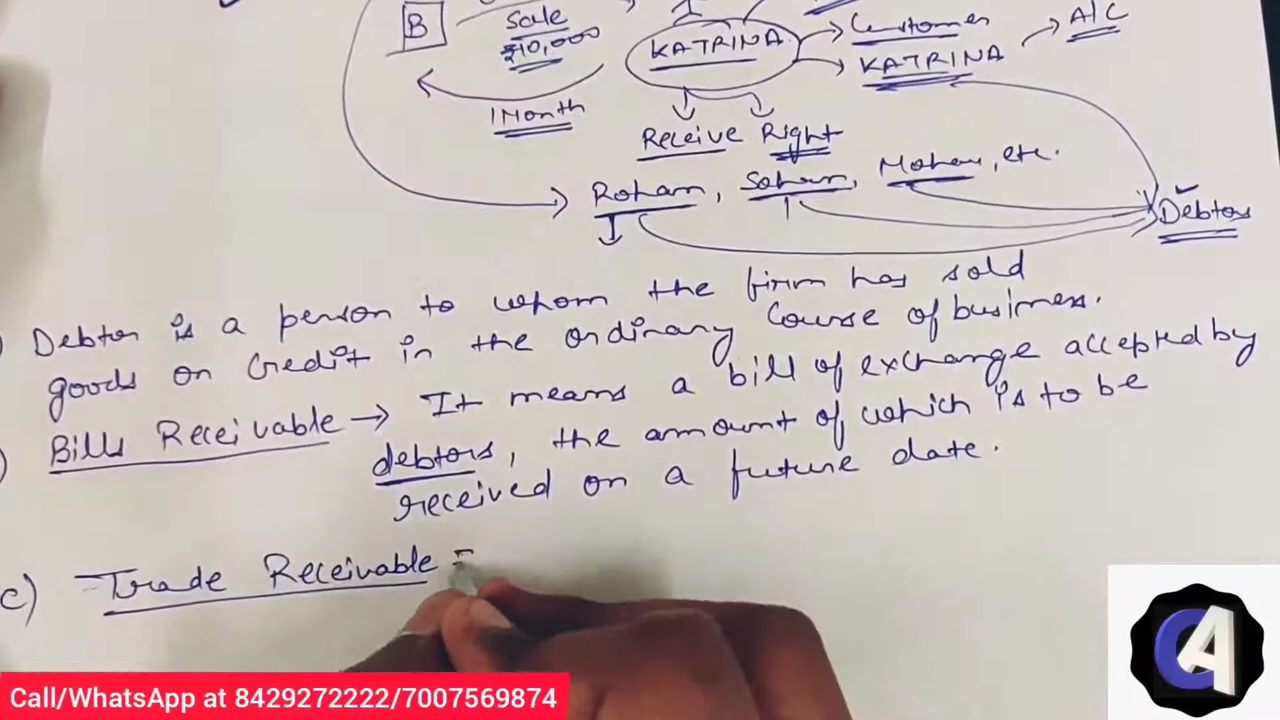 B
Sale
₹10,000
KATRINA
Customer
KATRINA
A/C
1 Month
Receive Right
Roham, Sohan, Mohan, etc.
Debtors
) Debtor is a person to whom the firm has sold
goods on credit in the ordinary course of business.
) Bills Receivable → It means a bill of exchange accepted by
debtors, the amount of which is to be
received on a future date.
c) Trade Receivable =
CA
Call/WhatsApp at 8429272222/7007569874